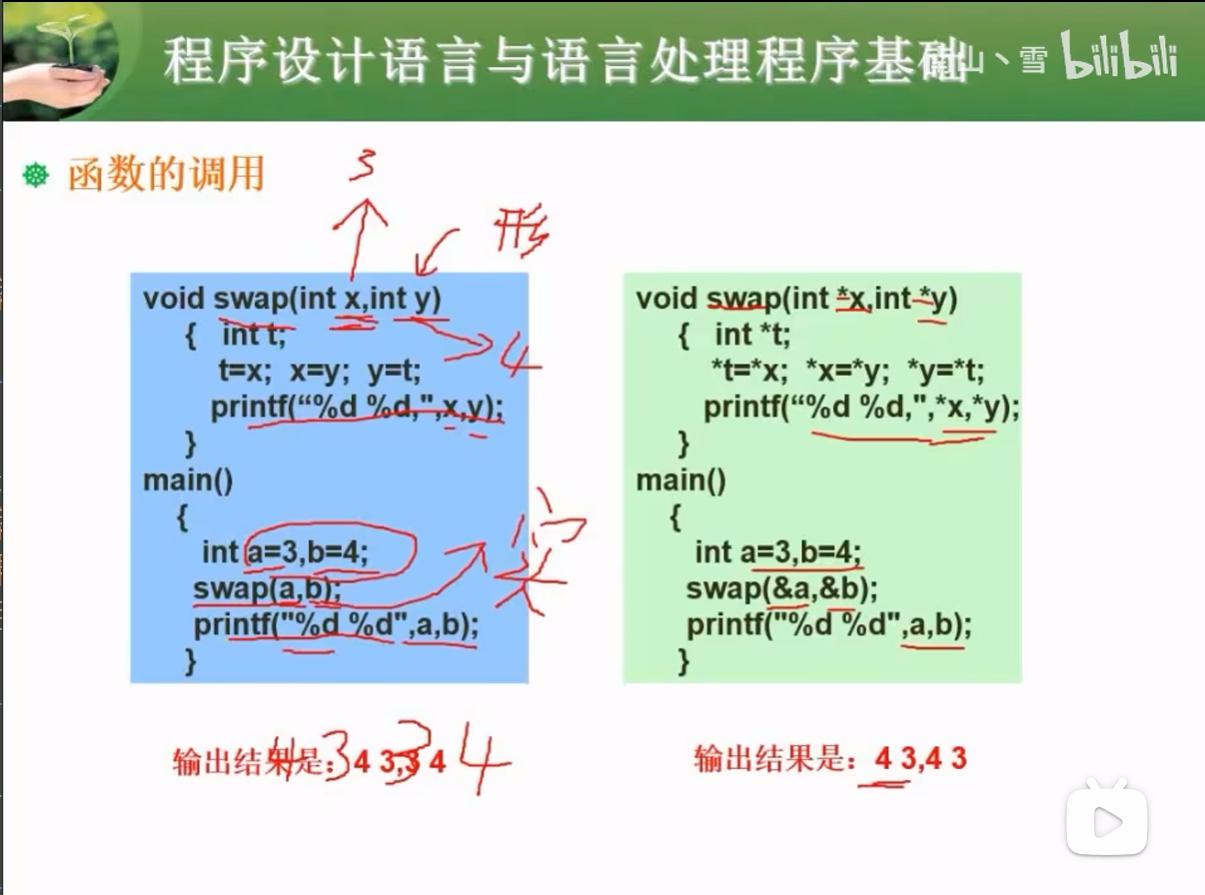 程序设计语言与语言处理程序基础
山丶雪 bilibili
函数的调用
3
形
void swap(int x,int y)
{ int t;
t=x; x=y; y=t;
printf(“%d %d,",x,y);
}
main()
{
int a=3,b=4;
swap(a,b);
printf("%d %d",a,b);
}
4
实
输出结果是：4 3,3 4
4 3 3 4
void swap(int *x,int *y)
{ int *t;
*t=*x; *x=*y; *y=*t;
printf(“%d %d,",*x,*y);
}
main()
{
int a=3,b=4;
swap(&a,&b);
printf("%d %d",a,b);
}
输出结果是：4 3,4 3